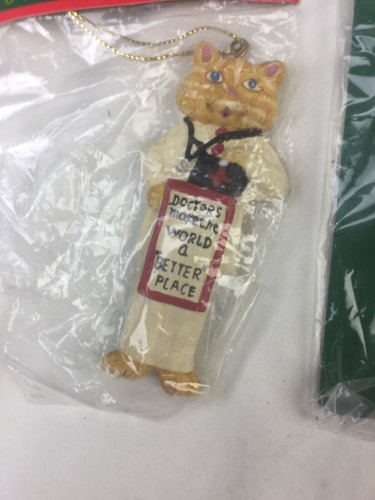 DOCTORS
make the
WORLD
a
BETTER
PLACE